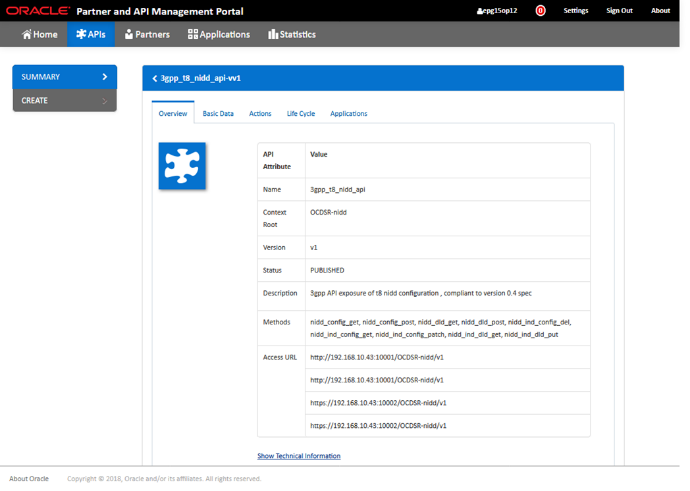 ORACLE Partner and API Management Portal epg15op12 0 Settings Sign Out About
Home APIs Partners Applications Statistics
SUMMARY
CREATE
3gpp_t8_nidd_api-vv1
Overview Basic Data Actions Life Cycle Applications
API Attribute Value
Name 3gpp_t8_nidd_api
Context Root OCDSR-nidd
Version v1
Status PUBLISHED
Description 3gpp API exposure of t8 nidd configuration , compliant to version 0.4 spec
Methods nidd_config_get, nidd_config_post, nidd_dld_get, nidd_dld_post, nidd_ind_config_del,
nidd_ind_config_get, nidd_ind_config_patch, nidd_ind_dld_get, nidd_ind_dld_put
Access URL http://192.168.10.43:10001/OCDSR-nidd/v1
http://192.168.10.43:10001/OCDSR-nidd/v1
https://192.168.10.43:10002/OCDSR-nidd/v1
https://192.168.10.43:10002/OCDSR-nidd/v1
Show Technical Information
About Oracle Copyright © 2018, Oracle and/or its affiliates. All rights reserved.